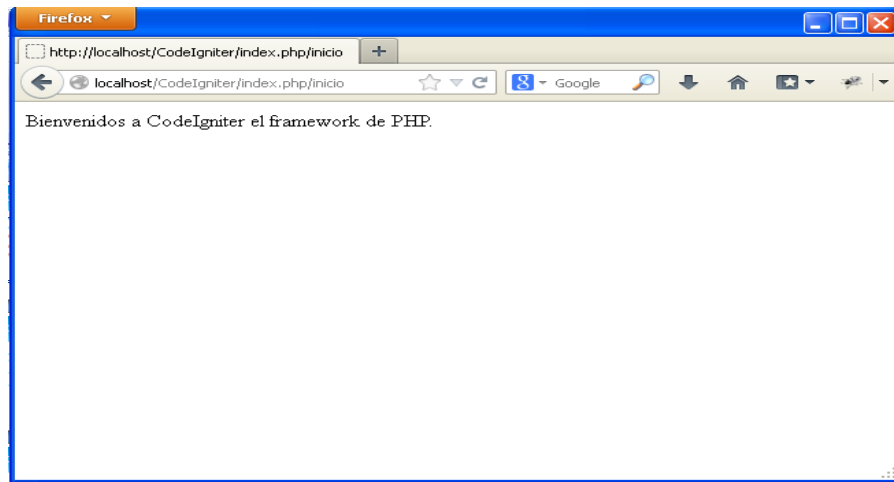 Firefox
http://localhost/CodeIgniter/index.php/inicio
localhost/CodeIgniter/index.php/inicio
Google
Bienvenidos a CodeIgniter el framework de PHP.